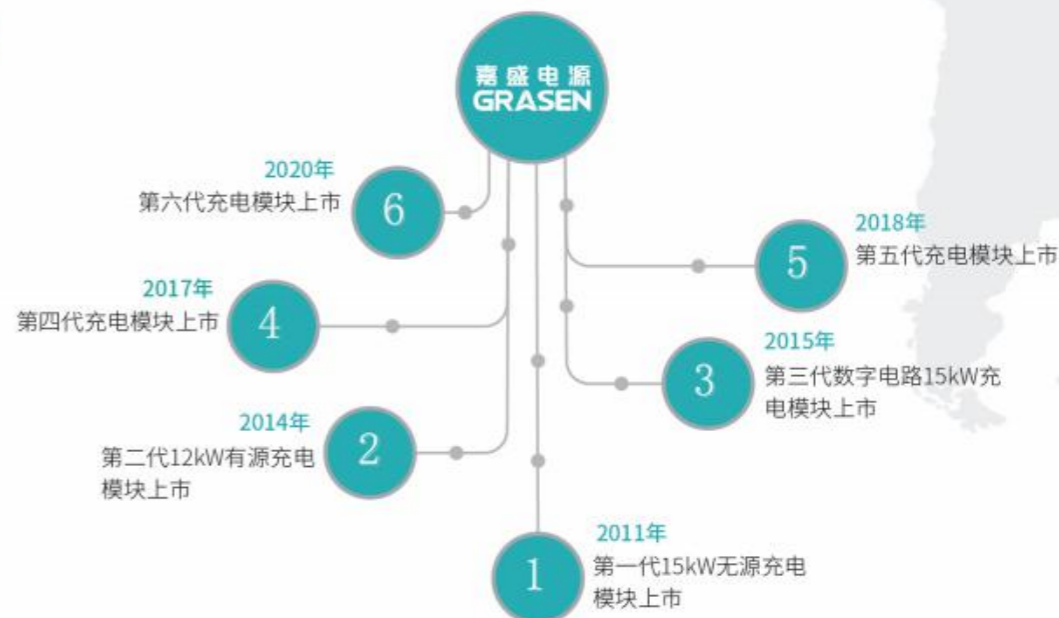 嘉盛电源
GRASEN
2020年
第六代充电模块上市
6
2018年
第五代充电模块上市
5
2017年
第四代充电模块上市
4
2015年
第三代数字电路15kW充
电模块上市
3
2014年
第二代12kW有源充电
模块上市
2
2011年
第一代15kW无源充电
模块上市
1